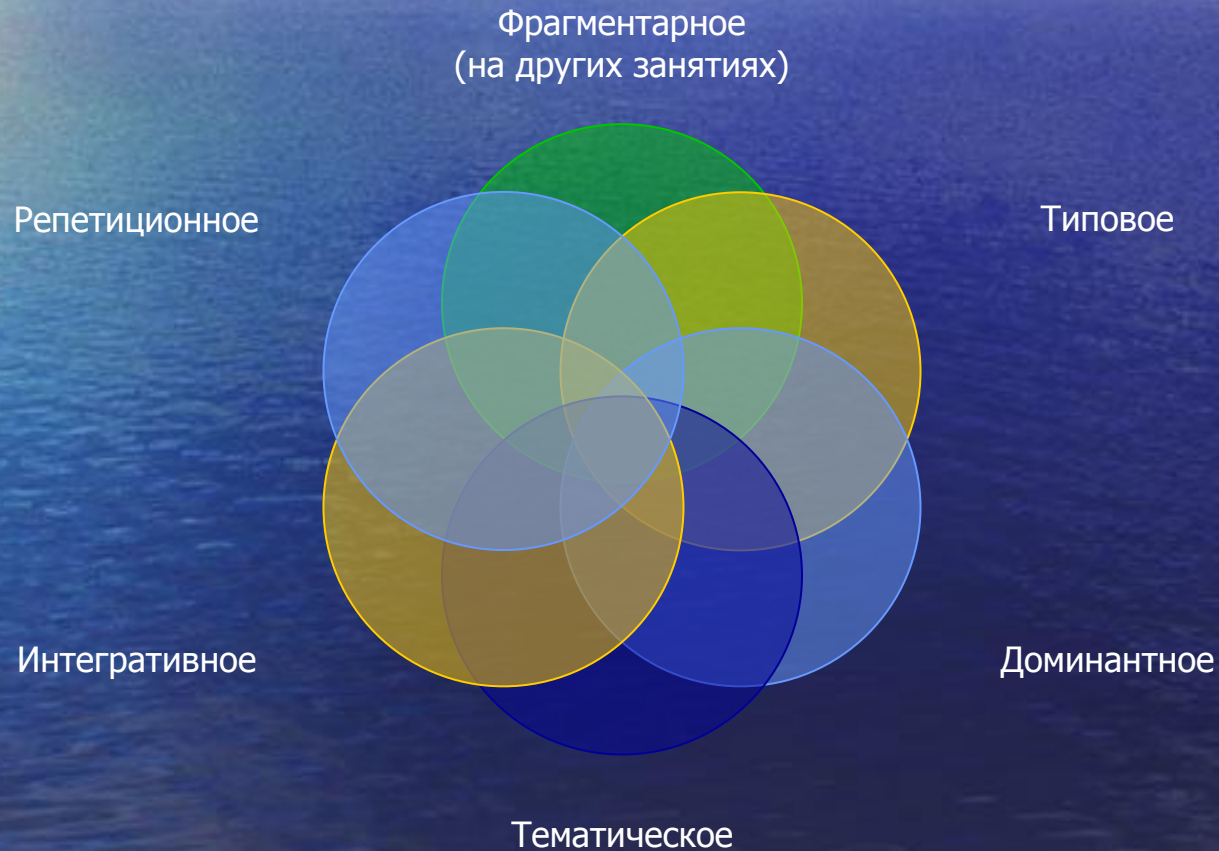 Фрагментарное
(на других занятиях)
Репетиционное
Типовое
Интегративное
Доминантное
Тематическое